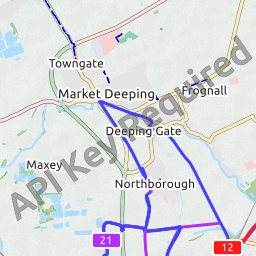 Towngate
Market Deeping
Frognall
Deeping Gate
Maxey
Northborough
21
12
API Key Required